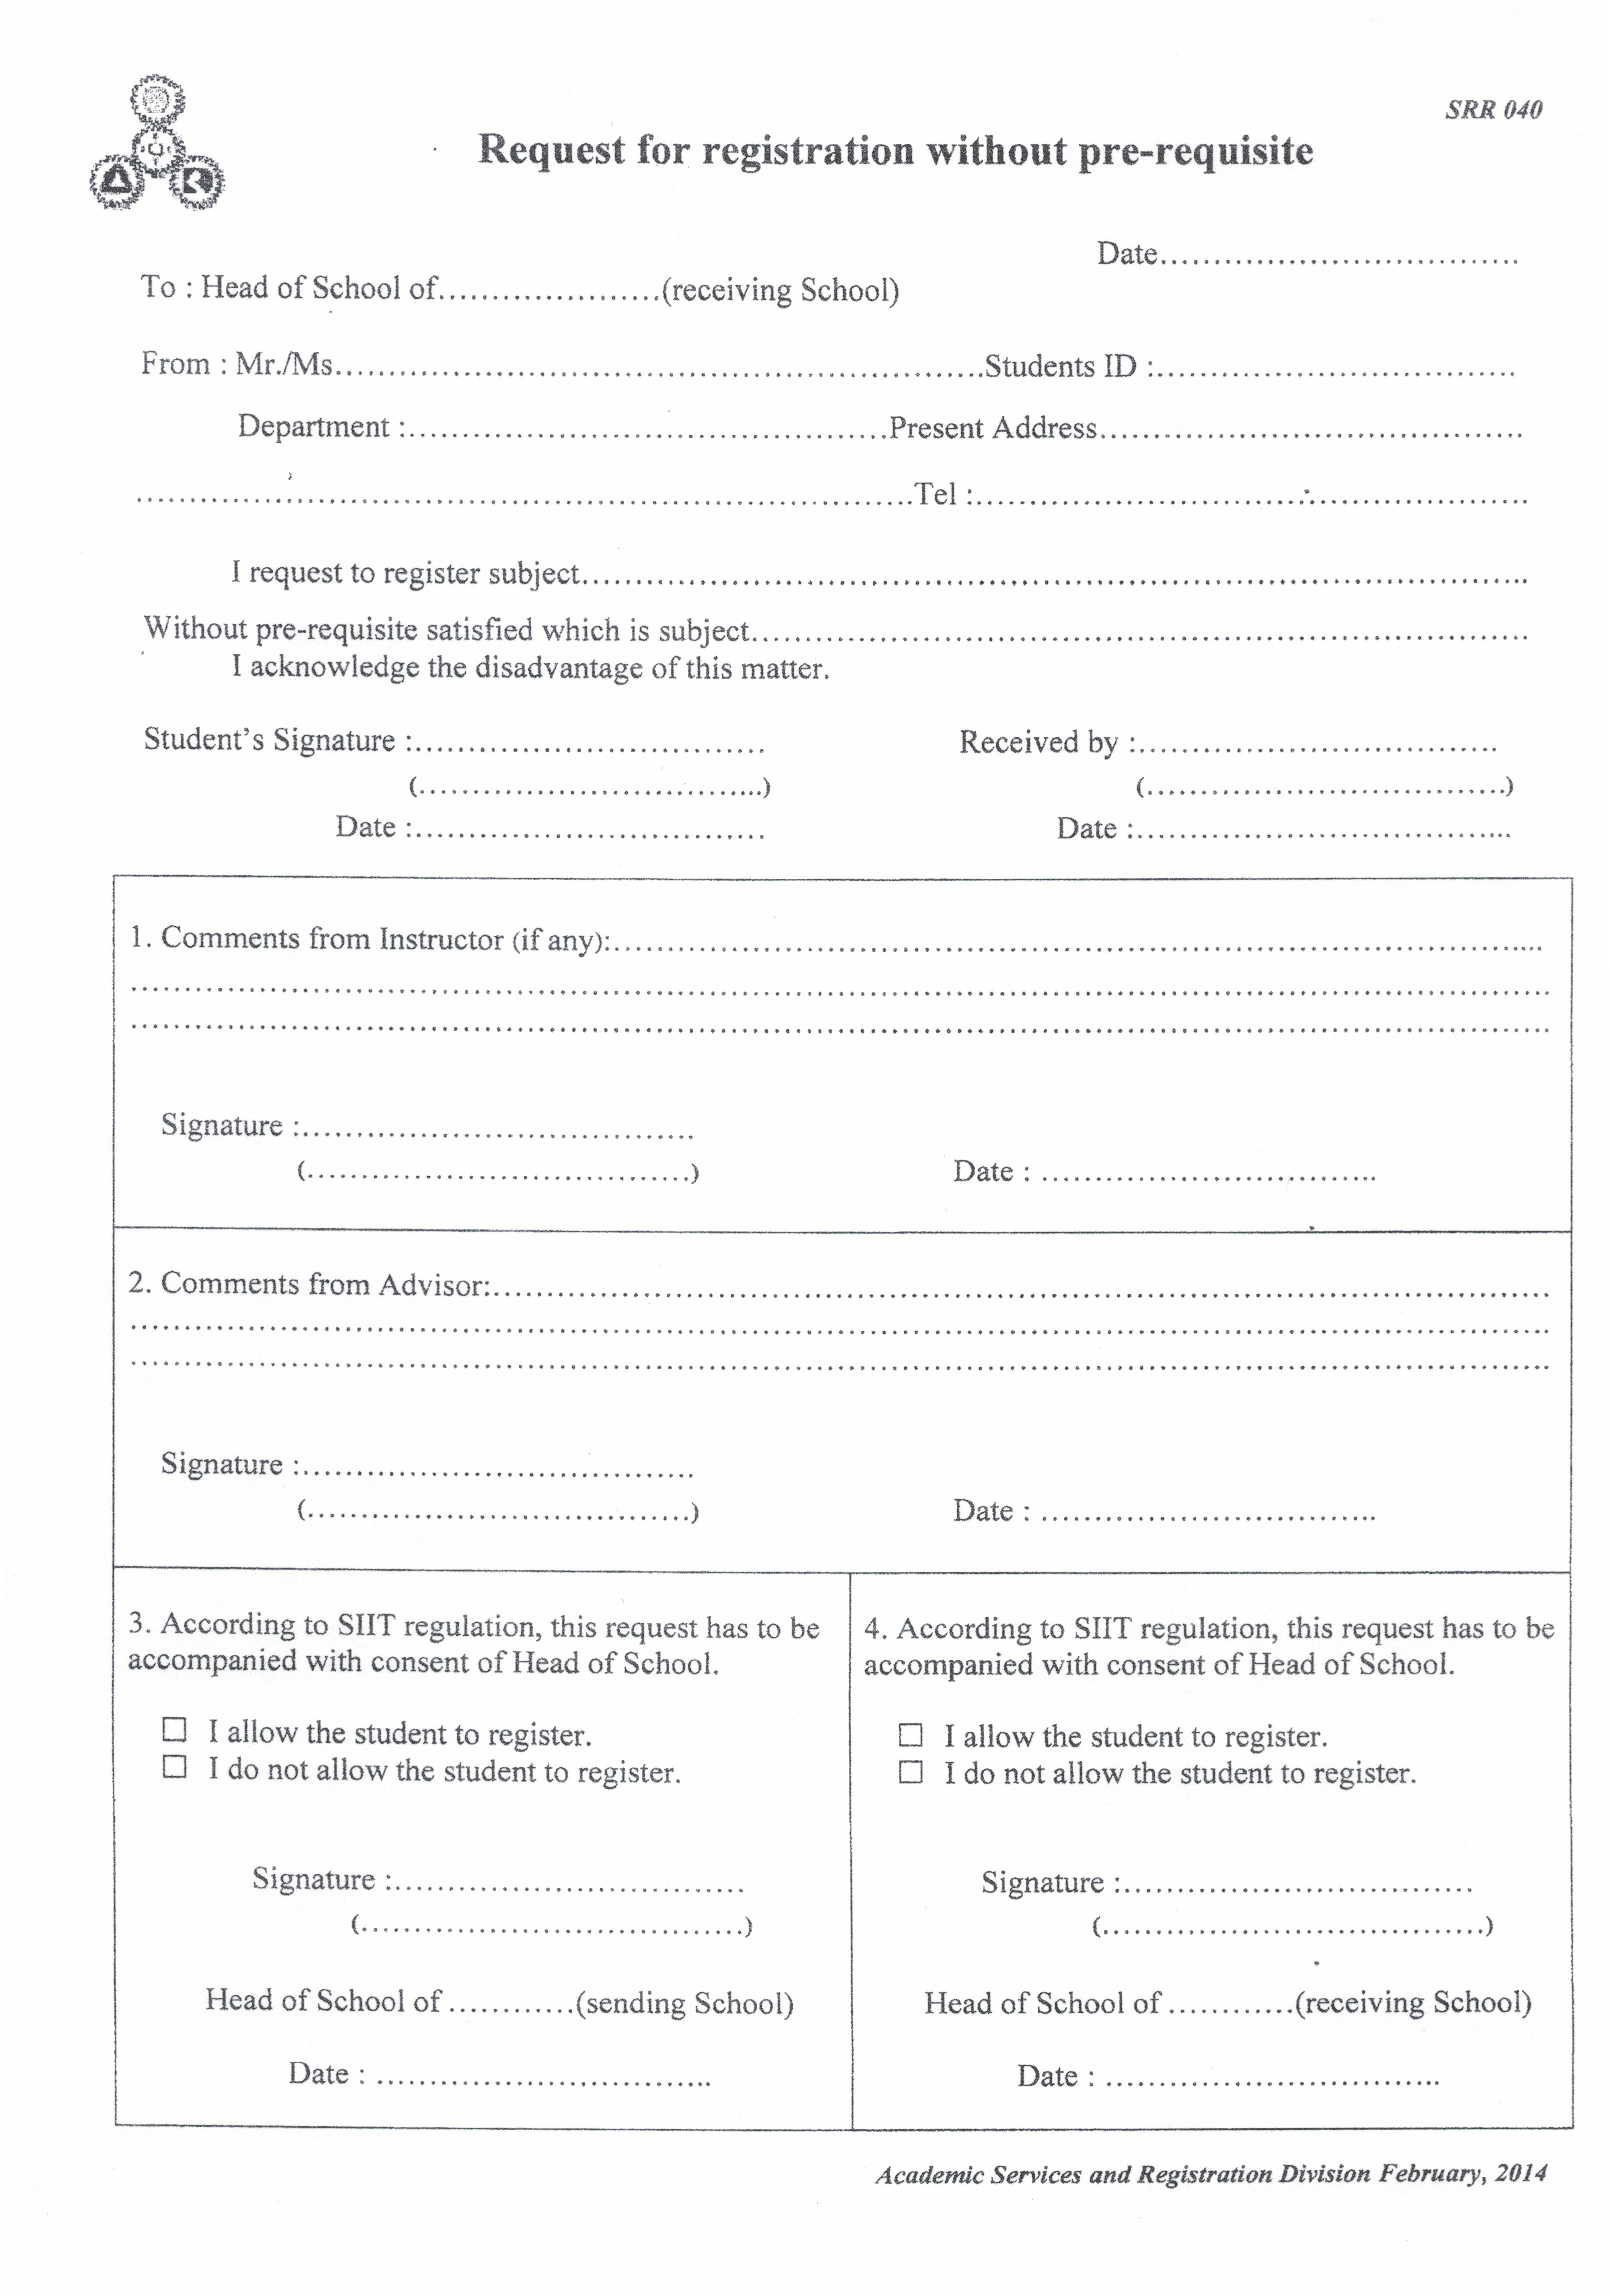 SRR 040
Request for registration without pre-requisite
Date..................................
To : Head of School of.....................(receiving School)
From : Mr./Ms..............................................................Students ID :..................................
Department :.............................................Present Address........................................
..........................................................................Tel :....................................................
I request to register subject..........................................................................................
Without pre-requisite satisfied which is subject..........................................................................
I acknowledge the disadvantage of this matter.
Student's Signature :................................. Received by :..................................
(.................................) (..................................)
Date :................................. Date :...................................
1. Comments from Instructor (if any):.........................................................................................
.......................................................................................................................................
.......................................................................................................................................
Signature :.....................................
(....................................) Date : ................................
2. Comments from Advisor:.....................................................................................................
.......................................................................................................................................
.......................................................................................................................................
Signature :.....................................
(....................................) Date : ................................
3. According to SIIT regulation, this request has to be
accompanied with consent of Head of School.
☐ I allow the student to register.
☐ I do not allow the student to register.
Signature :.................................
(....................................)
Head of School of ............(sending School)
Date : ................................
4. According to SIIT regulation, this request has to be
accompanied with consent of Head of School.
☐ I allow the student to register.
☐ I do not allow the student to register.
Signature :.................................
(....................................)
Head of School of ............(receiving School)
Date : ................................
Academic Services and Registration Division February, 2014